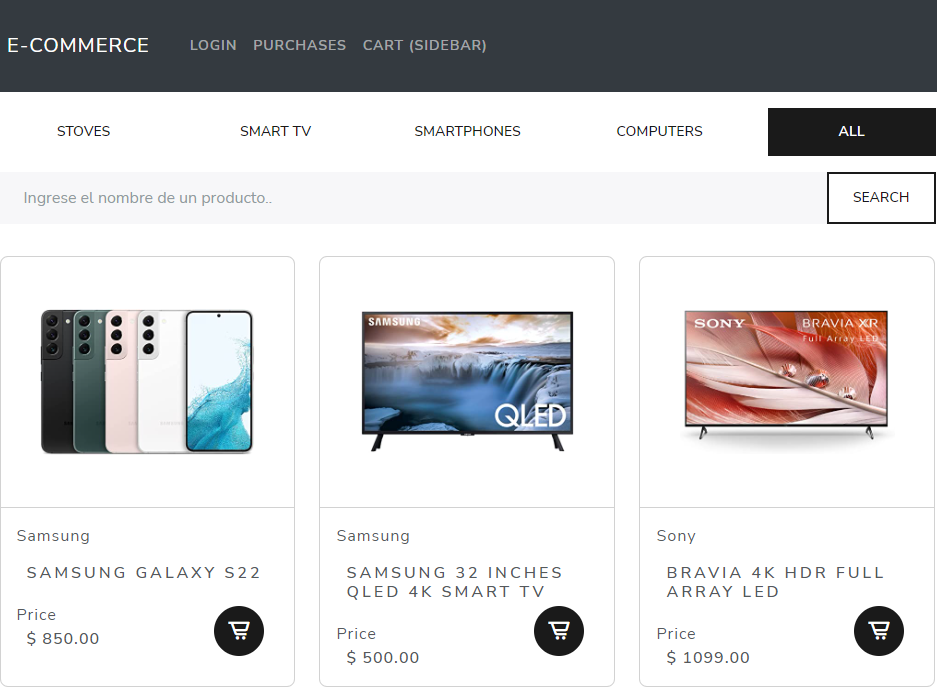 E-COMMERCE LOGIN PURCHASES CART (SIDEBAR)
STOVES SMART TV SMARTPHONES COMPUTERS ALL
Ingrese el nombre de un producto.. SEARCH
SAMSUNG
QLED
SONY BRAVIA XR
Full Array LED
Samsung
SAMSUNG GALAXY S22
Price
$ 850.00
Samsung
SAMSUNG 32 INCHES
QLED 4K SMART TV
Price
$ 500.00
Sony
BRAVIA 4K HDR FULL
ARRAY LED
Price
$ 1099.00